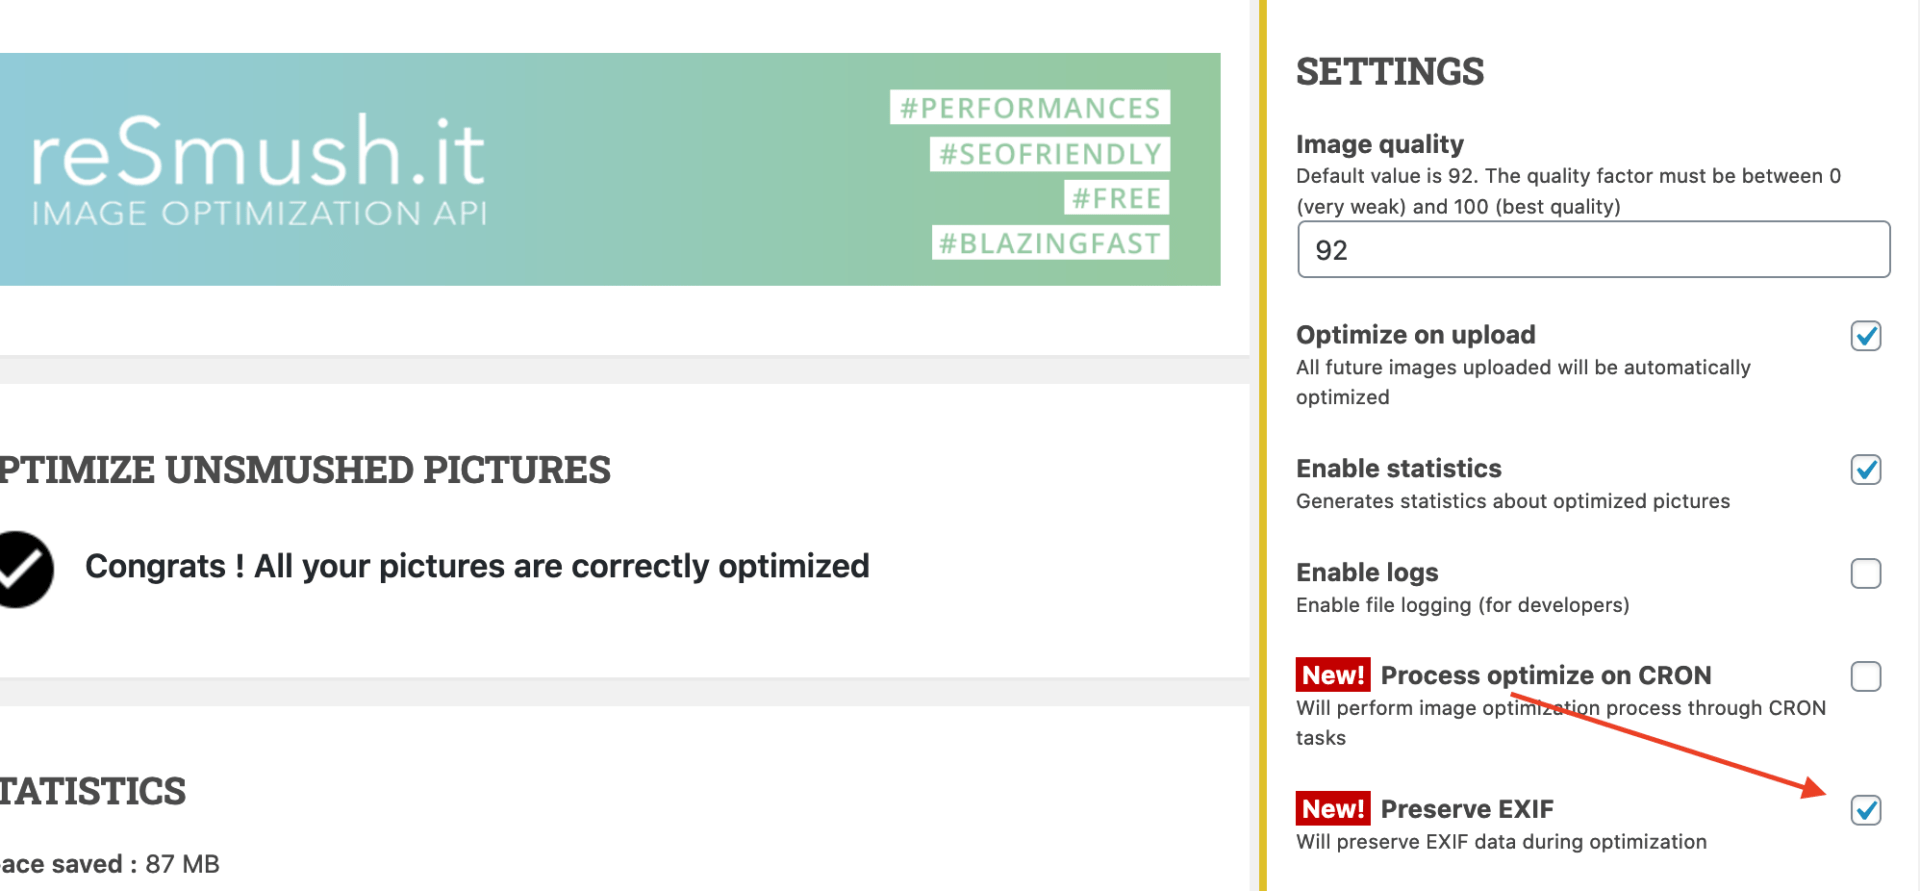 reSmush.it
IMAGE OPTIMIZATION API
#PERFORMANCES
#SEOFRIENDLY
#FREE
#BLAZINGFAST
PTIMIZE UNSMUSHED PICTURES
Congrats ! All your pictures are correctly optimized
TATISTICS
ace saved : 87 MB
SETTINGS
Image quality
Default value is 92. The quality factor must be between 0
(very weak) and 100 (best quality)
92
Optimize on upload
All future images uploaded will be automatically
optimized
Enable statistics
Generates statistics about optimized pictures
Enable logs
Enable file logging (for developers)
New! Process optimize on CRON
Will perform image optimization process through CRON
tasks
New! Preserve EXIF
Will preserve EXIF data during optimization